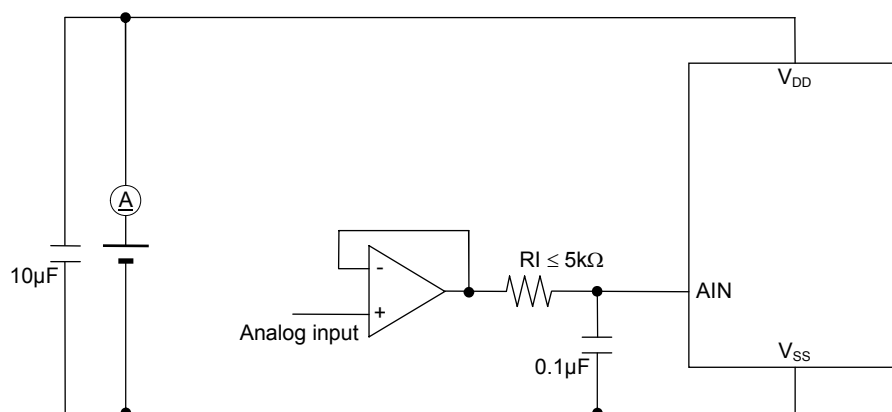 V_DD
A
10µF
-
RI ≤ 5kΩ
AIN
+
Analog input
0.1µF
V_SS